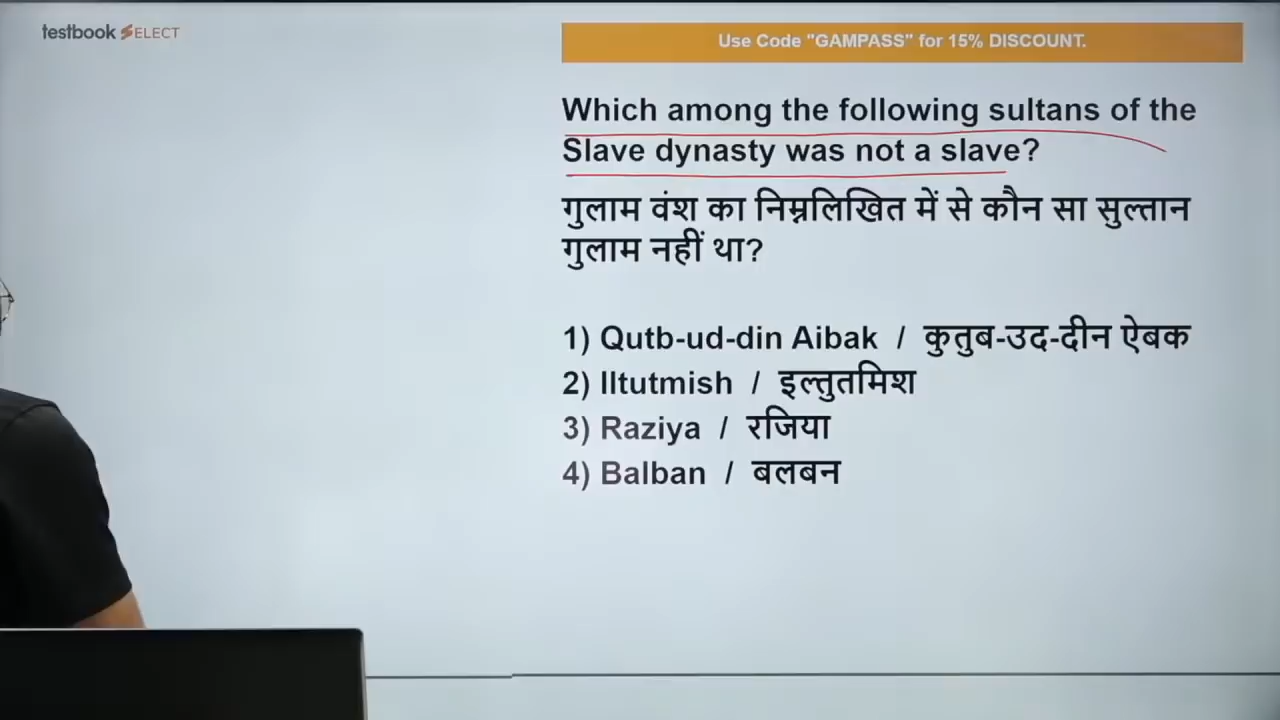 testbook SELECT
Use Code "GAMPASS" for 15% DISCOUNT.
Which among the following sultans of the
Slave dynasty was not a slave?
गुलाम वंश का निम्नलिखित में से कौन सा सुल्तान
गुलाम नहीं था?
1) Qutb-ud-din Aibak / कुतुब-उद-दीन ऐबक
2) Iltutmish / इल्तुतमिश
3) Raziya / रजिया
4) Balban / बलबन